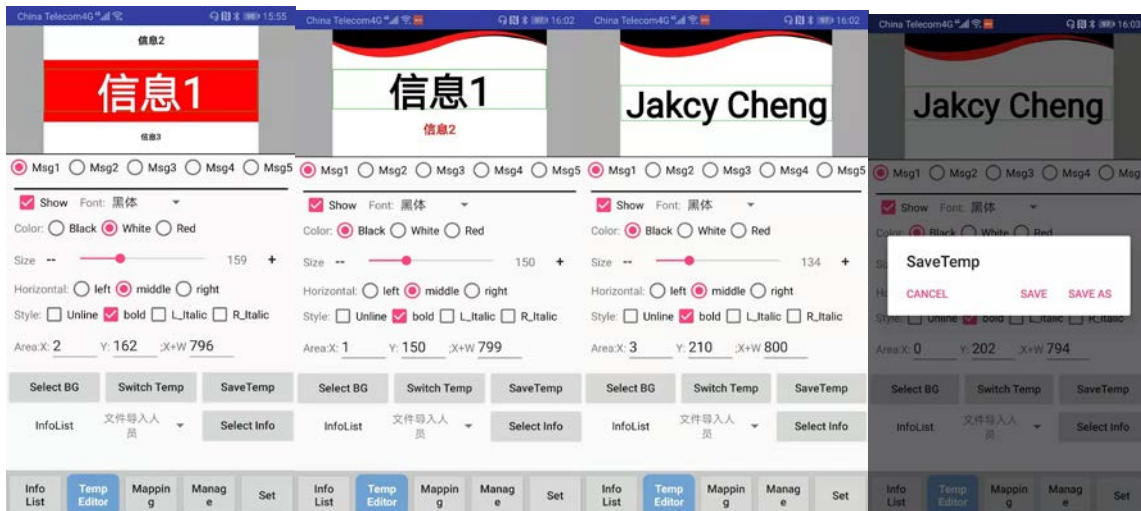 China Telecom4G 15:55
信息2
信息1
信息3
Msg1 Msg2 Msg3 Msg4 Msg5
Show Font: 黑体
Color: Black White Red
Size -- 159 +
Horizontal: left middle right
Style: Unline bold L_Italic R_Italic
Area:X: 2 Y: 162 ;X+W 796
Select BG Switch Temp SaveTemp
InfoList 文件导入人员 Select Info
Info List Temp Editor Mapping Manage Set
China Telecom4G 16:02
信息1
信息2
Msg1 Msg2 Msg3 Msg4 Msg5
Show Font: 黑体
Color: Black White Red
Size -- 150 +
Horizontal: left middle right
Style: Unline bold L_Italic R_Italic
Area:X: 1 Y: 150 ;X+W 799
Select BG Switch Temp SaveTemp
InfoList 文件导入人员 Select Info
Info List Temp Editor Mapping Manage Set
China Telecom4G 16:02
Jakcy Cheng
Msg1 Msg2 Msg3 Msg4 Msg5
Show Font: 黑体
Color: Black White Red
Size -- 134 +
Horizontal: left middle right
Style: Unline bold L_Italic R_Italic
Area:X: 3 Y: 210 ;X+W 800
Select BG Switch Temp SaveTemp
InfoList 文件导入人员 Select Info
Info List Temp Editor Mapping Manage Set
China Telecom4G 16:03
Jakcy Cheng
Msg1 Msg2 Msg3 Msg4 Msg
Show Font: 黑体
Color: Black White Red
SaveTemp
CANCEL SAVE SAVE AS
Style: Unline bold L_Italic R_Italic
Area:X: 0 Y: 202 ;X+W 794
Select BG Switch Temp SaveTemp
InfoList 文件导入人员 Select Info
Info List Temp Editor Mapping Manage Set